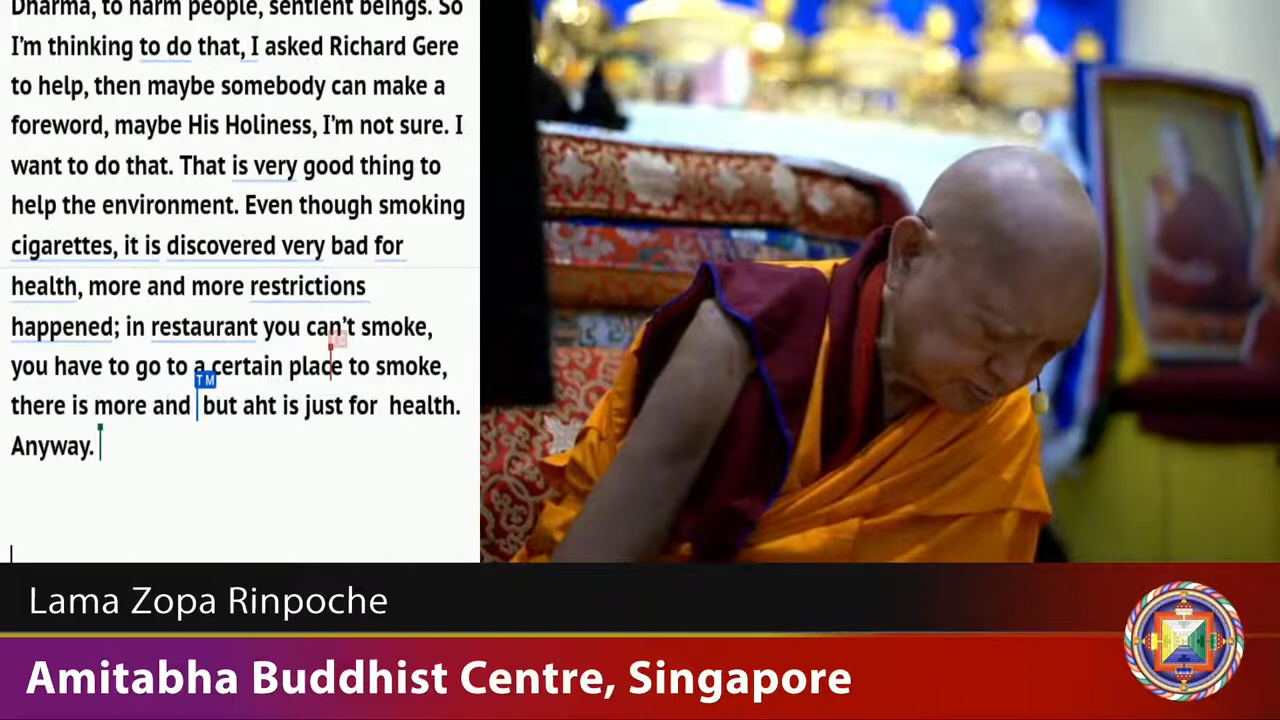 Dharma, to harm people, sentient beings. So
I'm thinking to do that, I asked Richard Gere
to help, then maybe somebody can make a
foreword, maybe His Holiness, I'm not sure. I
want to do that. That is very good thing to
help the environment. Even though smoking
cigarettes, it is discovered very bad for
health, more and more restrictions
happened; in restaurant you can't smoke,
you have to go to a certain place to smoke,
TM
there is more and but aht is just for health.
Anyway.
Lama Zopa Rinpoche
Amitabha Buddhist Centre, Singapore